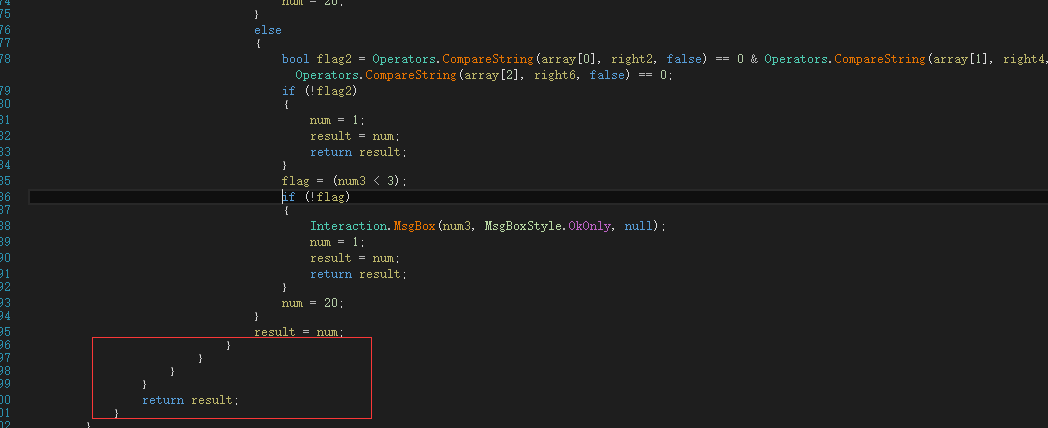 74 num = 20;
75 }
76 else
77 {
78 bool flag2 = Operators.CompareString(array[0], right2, false) == 0 & Operators.CompareString(array[1], right4,
Operators.CompareString(array[2], right6, false) == 0;
79 if (!flag2)
80 {
81 num = 1;
82 result = num;
83 return result;
84 }
85 flag = (num3 < 3);
86 if (!flag)
87 {
88 Interaction.MsgBox(num3, MsgBoxStyle.OkOnly, null);
89 num = 1;
90 result = num;
91 return result;
92 }
93 num = 20;
94 }
95 result = num;
96 }
97 }
98 }
99 }
00 return result;
01 }
02 }